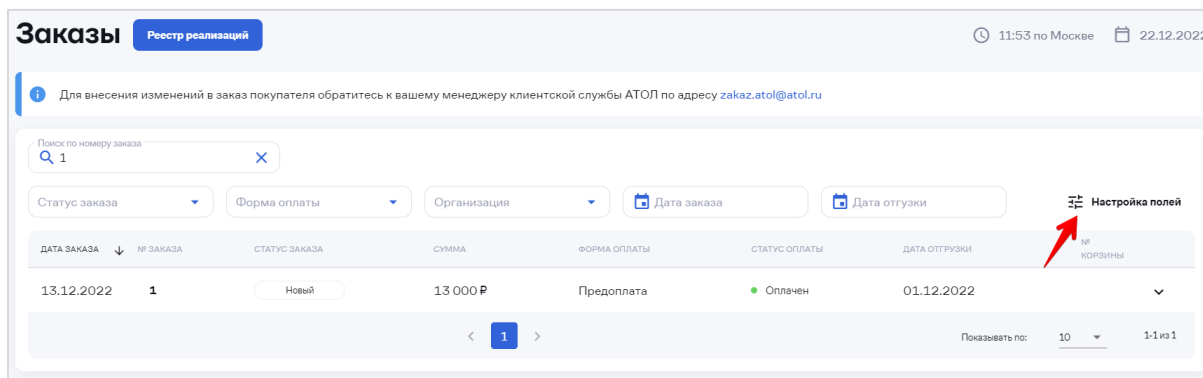 Заказы
Реестр реализаций
11:53 по Москве
22.12.2022
Для внесения изменений в заказ покупателя обратитесь к вашему менеджеру клиентской службы АТОЛ по адресу zakaz.atol@atol.ru
Поиск по номеру заказа
1
Статус заказа
Форма оплаты
Организация
Дата заказа
Дата отгузки
Настройка полей
ДАТА ЗАКАЗА
№ ЗАКАЗА
СТАТУС ЗАКАЗА
СУММА
ФОРМА ОПЛАТЫ
СТАТУС ОПЛАТЫ
ДАТА ОТГРУЗКИ
№
КОРЗИНЫ
13.12.2022
1
Новый
13 000 ₽
Предоплата
Оплачен
01.12.2022
1
Показывать по:
10
1-1 из 1